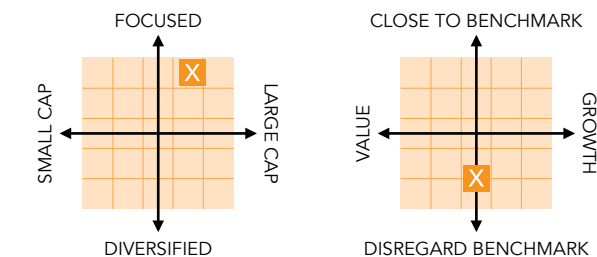 FOCUSED
X
SMALL CAP
LARGE CAP
DIVERSIFIED
CLOSE TO BENCHMARK
VALUE
GROWTH
X
DISREGARD BENCHMARK